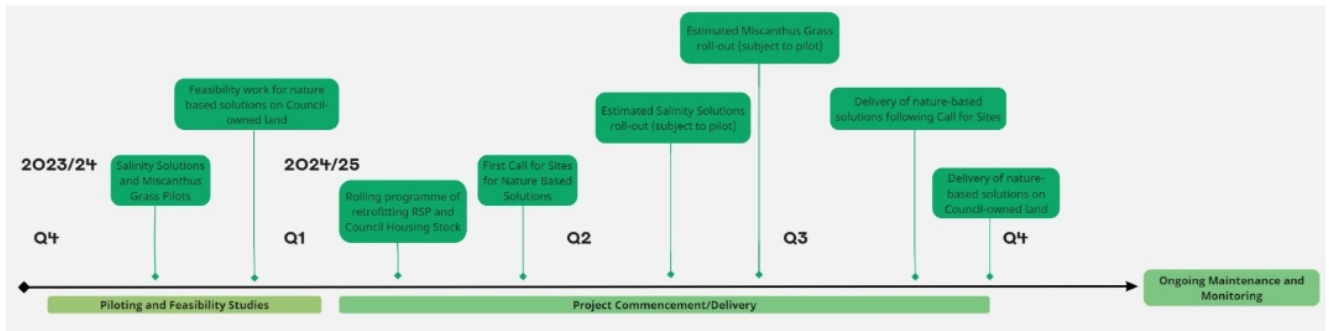 Estimated Miscanthus Grass
roll-out (subject to pilot)
Feasibility work for nature
based solutions on Council-
owned land
Estimated Salinity Solutions
roll-out (subject to pilot)
Delivery of nature-based
solutions following Call for Sites
2023/24
Salinity Solutions
and Miscanthus
Grass Pilots
2024/25
Rolling programme of
retrofitting RSP and
Council Housing Stock
First Call for Sites
for Nature Based
Solutions
Delivery of nature-
based solutions on
Council-owned land
Q4
Q1
Q2
Q3
Q4
Piloting and Feasibility Studies
Project Commencement/Delivery
Ongoing Maintenance and
Monitoring